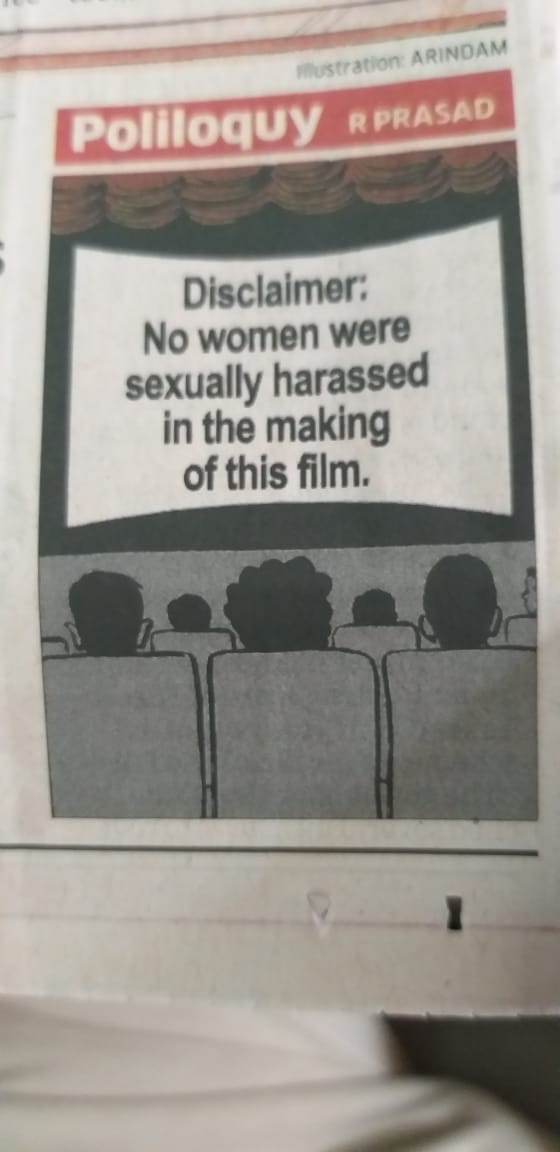 Illustration: ARINDAM
Poliloquy R PRASAD
Disclaimer:
No women were
sexually harassed
in the making
of this film.